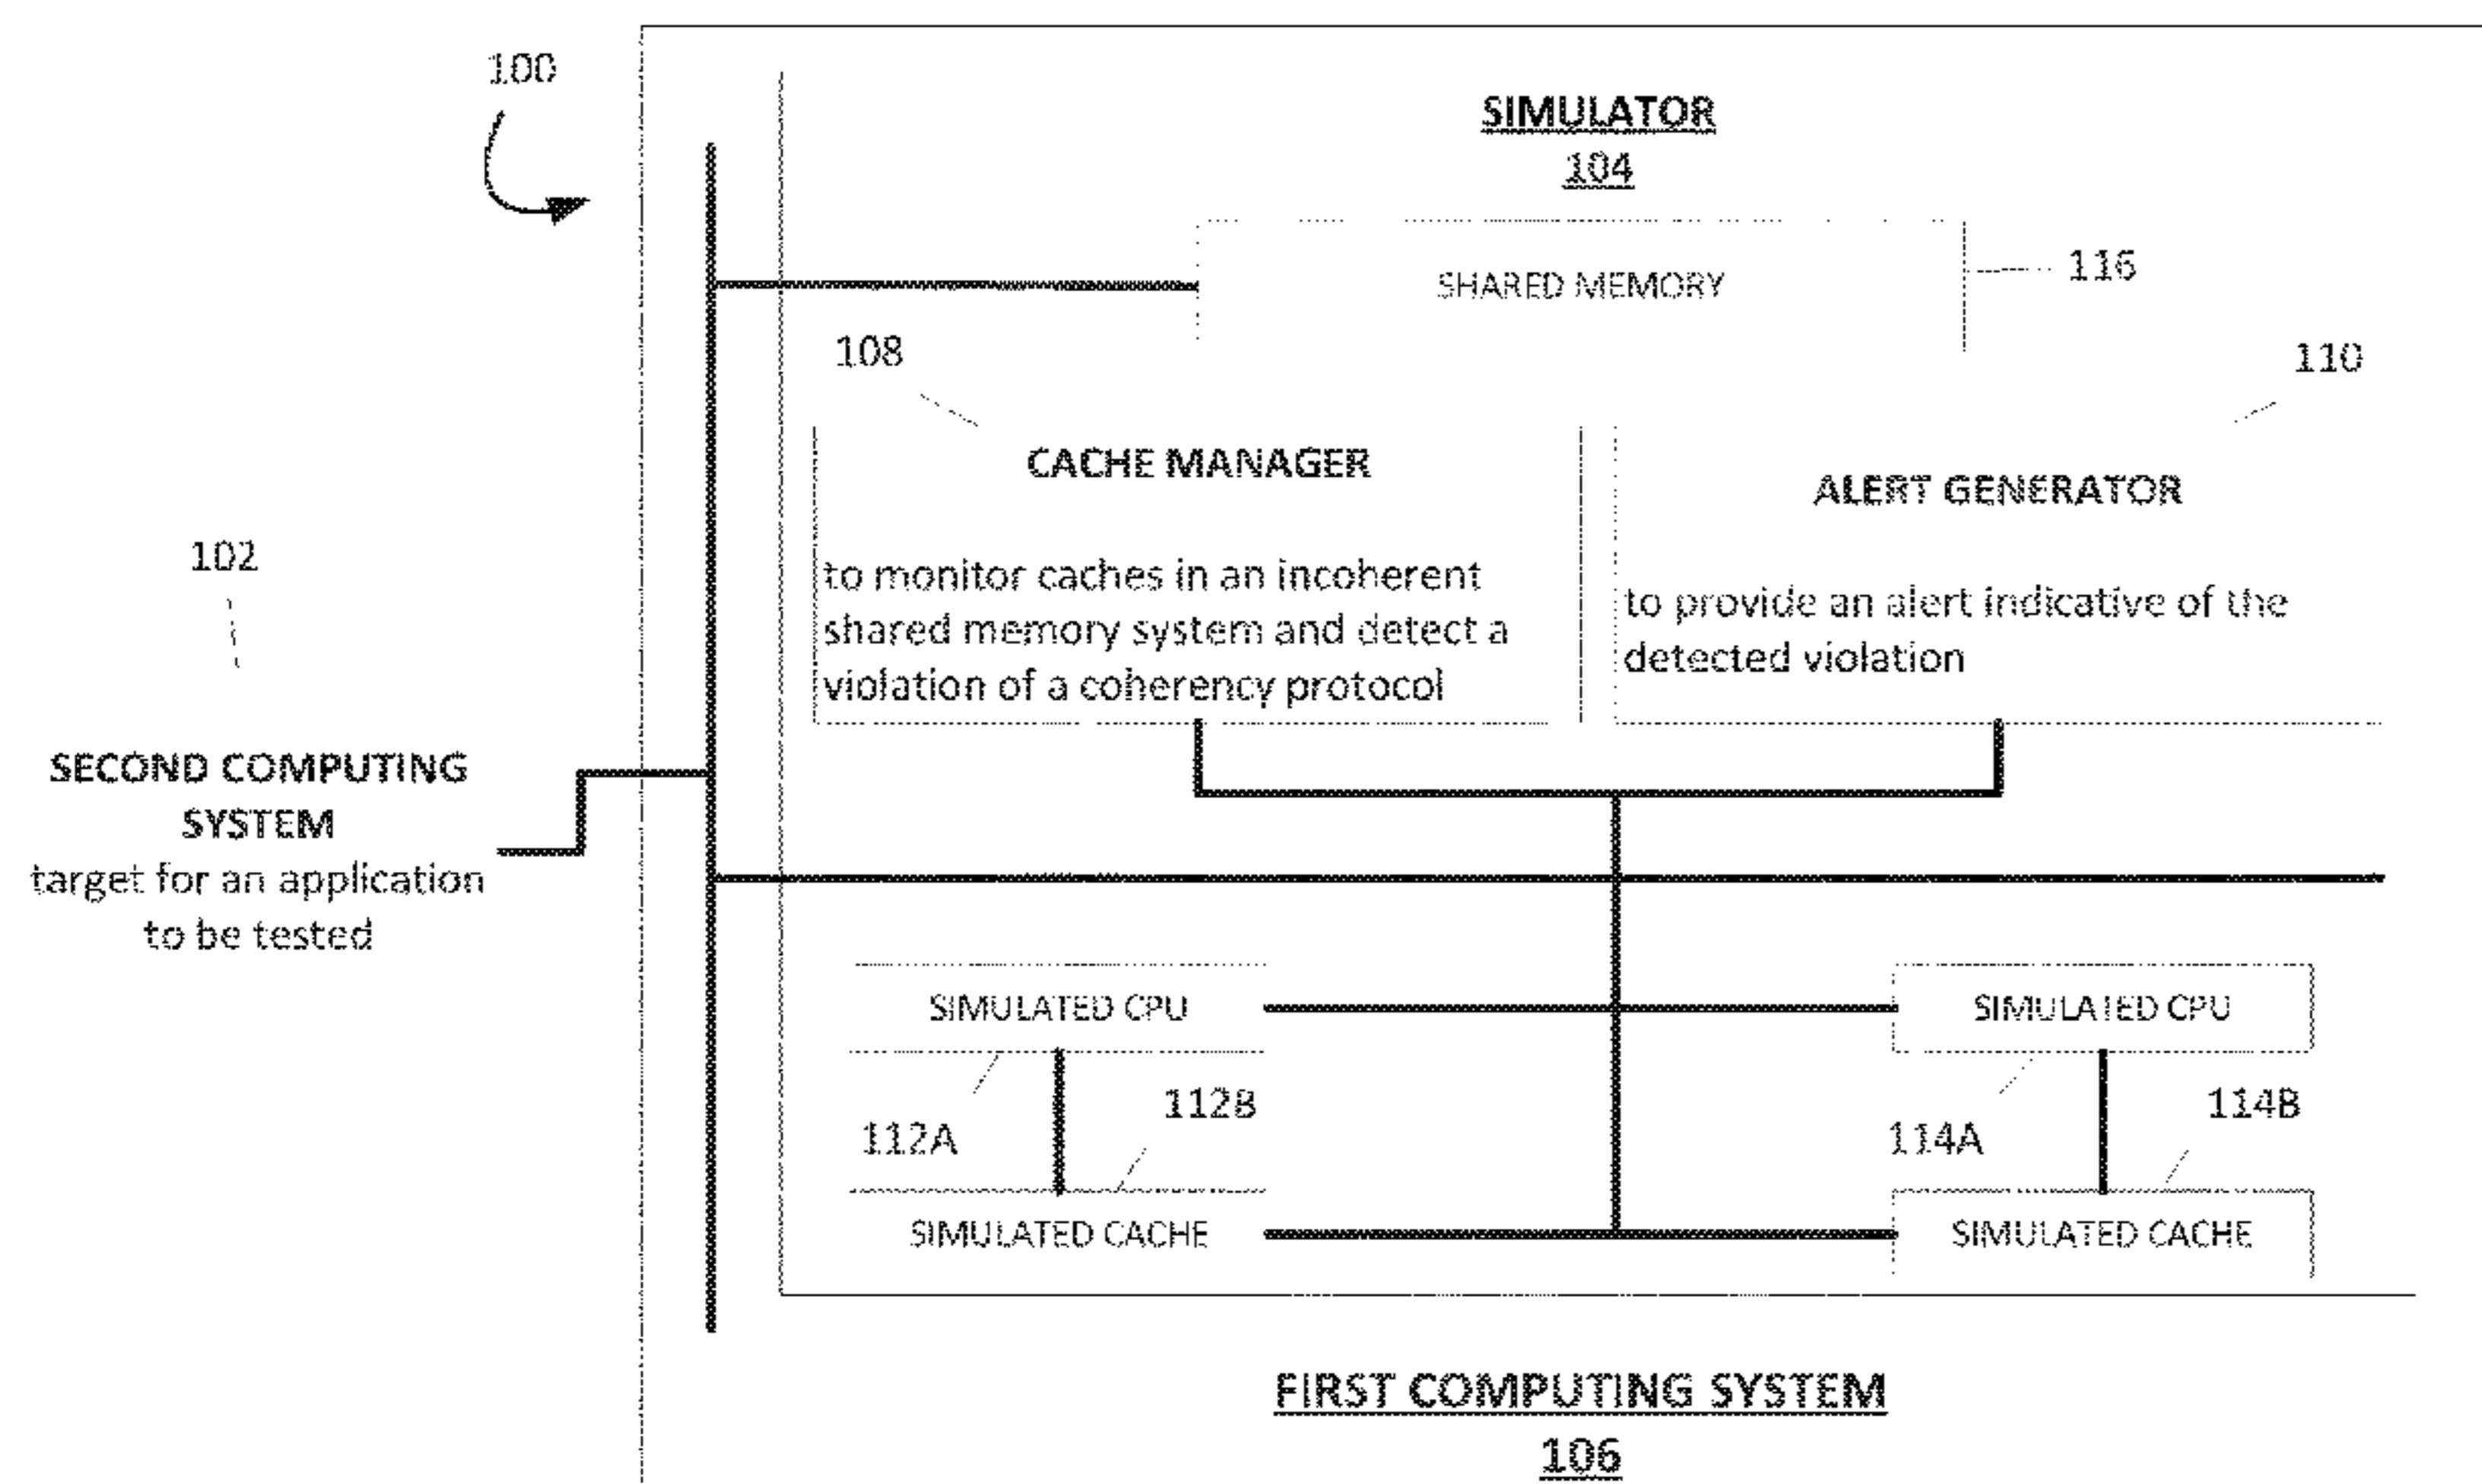 100
SIMULATOR
104
SHARED MEMORY
116
108
110
CACHE MANAGER
to monitor caches in an incoherent
shared memory system and detect a
violation of a coherency protocol
ALERT GENERATOR
to provide an alert indicative of the
detected violation
102
SECOND COMPUTING
SYSTEM
target for an application
to be tested
SIMULATED CPU
SIMULATED CPU
112A
112B
114A
114B
SIMULATED CACHE
SIMULATED CACHE
FIRST COMPUTING SYSTEM
106